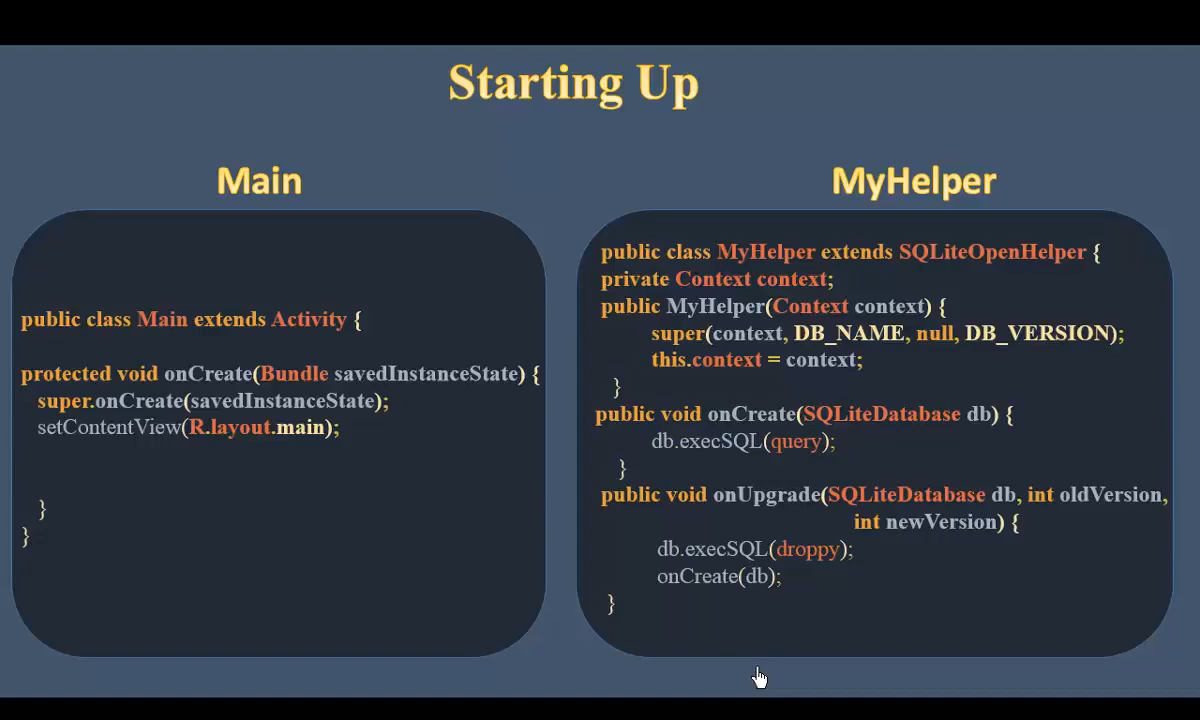 Starting Up
Main
public class Main extends Activity {
protected void onCreate(Bundle savedInstanceState) {
super.onCreate(savedInstanceState);
setContentView(R.layout.main);
}
}
MyHelper
public class MyHelper extends SQLiteOpenHelper {
private Context context;
public MyHelper(Context context) {
super(context, DB_NAME, null, DB_VERSION);
this.context = context;
}
public void onCreate(SQLiteDatabase db) {
db.execSQL(query);
}
public void onUpgrade(SQLiteDatabase db, int oldVersion,
int newVersion) {
db.execSQL(droppy);
onCreate(db);
}